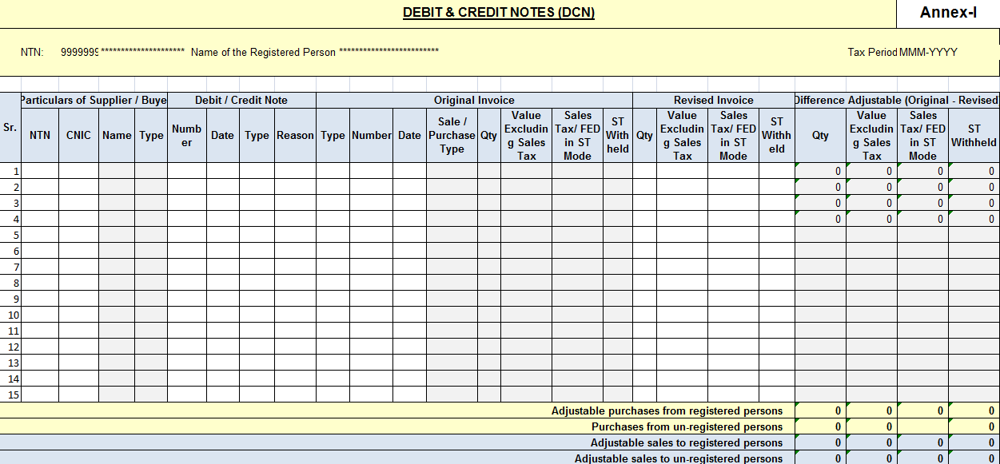 DEBIT & CREDIT NOTES (DCN)
Annex-I
NTN: 9999999 ********************* Name of the Registered Person ************************* Tax Period MMM-YYYY
Particulars of Supplier / Buye Debit / Credit Note Original Invoice Revised Invoice Difference Adjustable (Original - Revised)
Sr. NTN CNIC Name Type Numb er Date Type Reason Type Number Date Sale / Purchase Type Qty Value Excludin g Sales Tax Sales Tax/ FED in ST Mode ST With held Qty Value Excludin g Sales Tax Sales Tax/ FED in ST Mode ST Withh eld Qty Value Excludin g Sales Tax Sales Tax/ FED in ST Mode ST Withheld
1 0 0 0 0
2 0 0 0 0
3 0 0 0 0
4 0 0 0 0
5
6
7
8
9
10
11
12
13
14
15
Adjustable purchases from registered persons 0 0 0 0
Purchases from un-registered persons 0 0 0
Adjustable sales to registered persons 0 0 0 0
Adjustable sales to un-registered persons 0 0 0 0